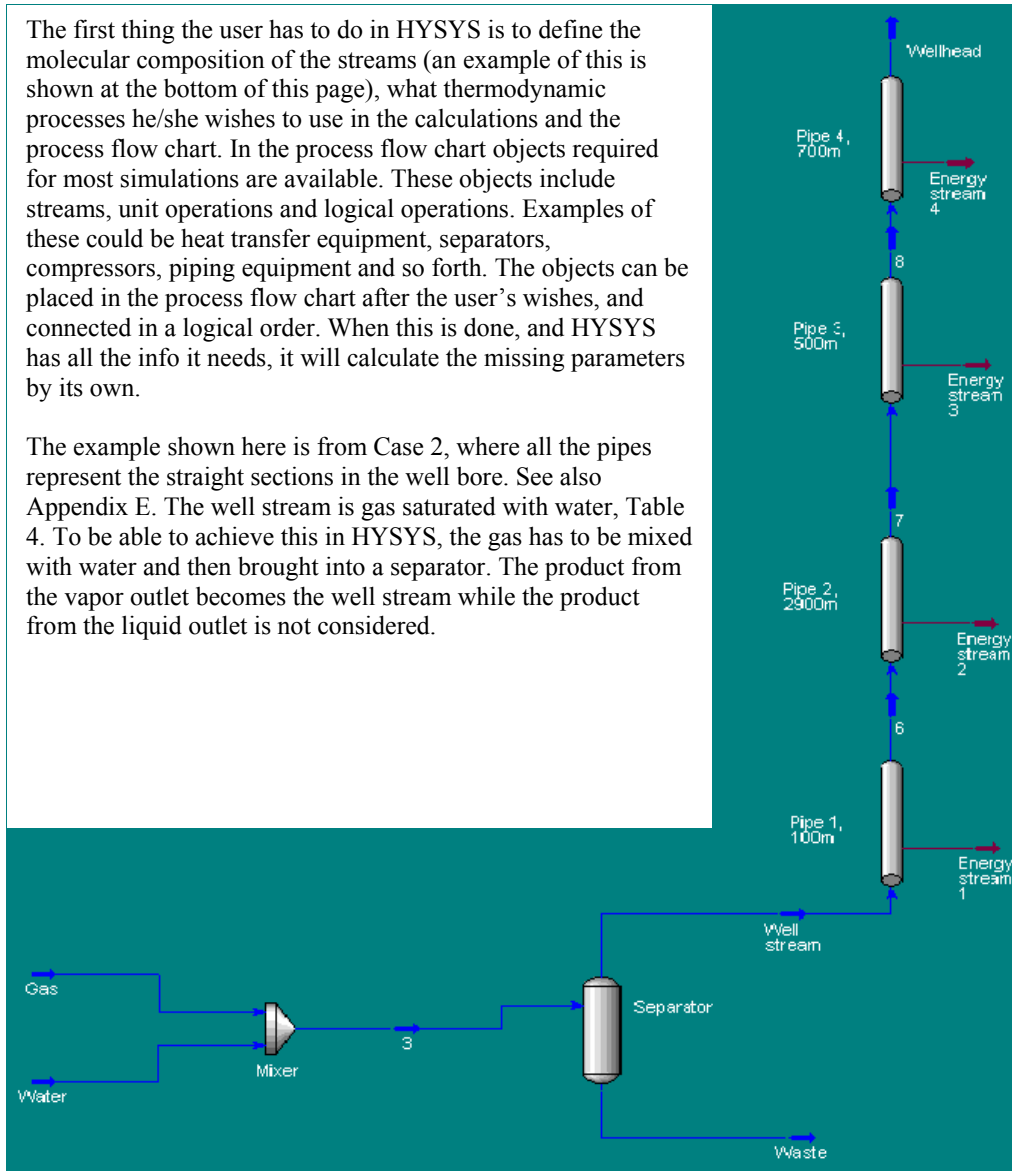 The first thing the user has to do in HYSYS is to define the
molecular composition of the streams (an example of this is
shown at the bottom of this page), what thermodynamic
processes he/she wishes to use in the calculations and the
process flow chart. In the process flow chart objects required
for most simulations are available. These objects include
streams, unit operations and logical operations. Examples of
these could be heat transfer equipment, separators,
compressors, piping equipment and so forth. The objects can be
placed in the process flow chart after the user's wishes, and
connected in a logical order. When this is done, and HYSYS
has all the info it needs, it will calculate the missing parameters
by its own.
The example shown here is from Case 2, where all the pipes
represent the straight sections in the well bore. See also
Appendix E. The well stream is gas saturated with water, Table
4. To be able to achieve this in HYSYS, the gas has to be mixed
with water and then brought into a separator. The product from
the vapor outlet becomes the well stream while the product
from the liquid outlet is not considered.
Wellhead
Pipe 4,
700m
Energy
stream
4
8
Pipe 3,
500m
Energy
stream
3
7
Pipe 2,
2900m
Energy
stream
2
6
Pipe 1,
100m
Energy
stream
1
Well
stream
Gas
Separator
3
Mixer
Water
Waste